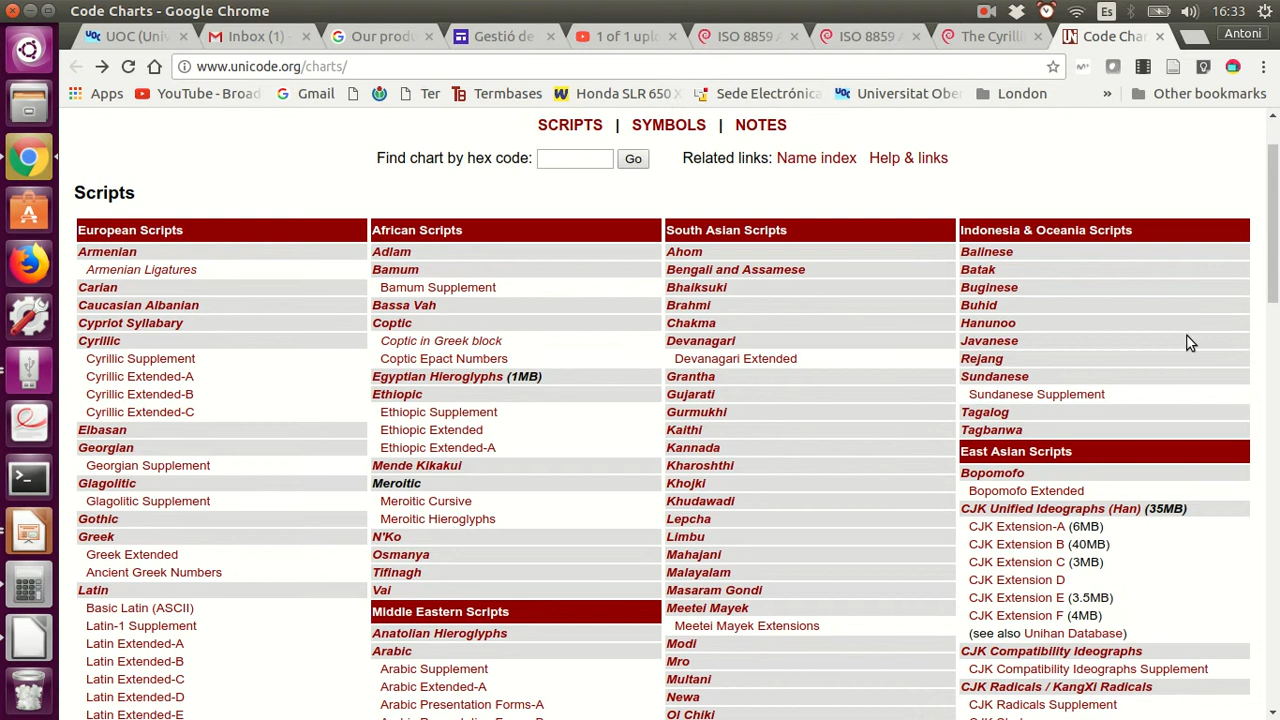 Code Charts - Google Chrome
Es
16:33
UOC (Univ
Inbox (1) -
Our produ
Gestió de
1 of 1 uplo
ISO 8859
ISO 8859
The Cyrilli
Code Char
Antoni
www.unicode.org/charts/
Apps
YouTube - Broad
Gmail
Ter
Termbases
Honda SLR 650 X
Sede Electrónica
Universitat Ober
London
»
Other bookmarks
SCRIPTS | SYMBOLS | NOTES
Find chart by hex code:
Go
Related links: Name index Help & links
Scripts
European Scripts
Armenian
Armenian Ligatures
Carian
Caucasian Albanian
Cypriot Syllabary
Cyrillic
Cyrillic Supplement
Cyrillic Extended-A
Cyrillic Extended-B
Cyrillic Extended-C
Elbasan
Georgian
Georgian Supplement
Glagolitic
Glagolitic Supplement
Gothic
Greek
Greek Extended
Ancient Greek Numbers
Latin
Basic Latin (ASCII)
Latin-1 Supplement
Latin Extended-A
Latin Extended-B
Latin Extended-C
Latin Extended-D
Latin Extended-E
African Scripts
Adlam
Bamum
Bamum Supplement
Bassa Vah
Coptic
Coptic in Greek block
Coptic Epact Numbers
Egyptian Hieroglyphs (1MB)
Ethiopic
Ethiopic Supplement
Ethiopic Extended
Ethiopic Extended-A
Mende Kikakui
Meroitic
Meroitic Cursive
Meroitic Hieroglyphs
N'Ko
Osmanya
Tifinagh
Vai
Middle Eastern Scripts
Anatolian Hieroglyphs
Arabic
Arabic Supplement
Arabic Extended-A
Arabic Presentation Forms-A
South Asian Scripts
Ahom
Bengali and Assamese
Bhaiksuki
Brahmi
Chakma
Devanagari
Devanagari Extended
Grantha
Gujarati
Gurmukhi
Kaithi
Kannada
Kharoshthi
Khojki
Khudawadi
Lepcha
Limbu
Mahajani
Malayalam
Masaram Gondi
Meetei Mayek
Meetei Mayek Extensions
Modi
Mro
Multani
Newa
Ol Chiki
Indonesia & Oceania Scripts
Balinese
Batak
Buginese
Buhid
Hanunoo
Javanese
Rejang
Sundanese
Sundanese Supplement
Tagalog
Tagbanwa
East Asian Scripts
Bopomofo
Bopomofo Extended
CJK Unified Ideographs (Han) (35MB)
CJK Extension-A (6MB)
CJK Extension B (40MB)
CJK Extension C (3MB)
CJK Extension D
CJK Extension E (3.5MB)
CJK Extension F (4MB)
(see also Unihan Database)
CJK Compatibility Ideographs
CJK Compatibility Ideographs Supplement
CJK Radicals / KangXi Radicals
CJK Radicals Supplement